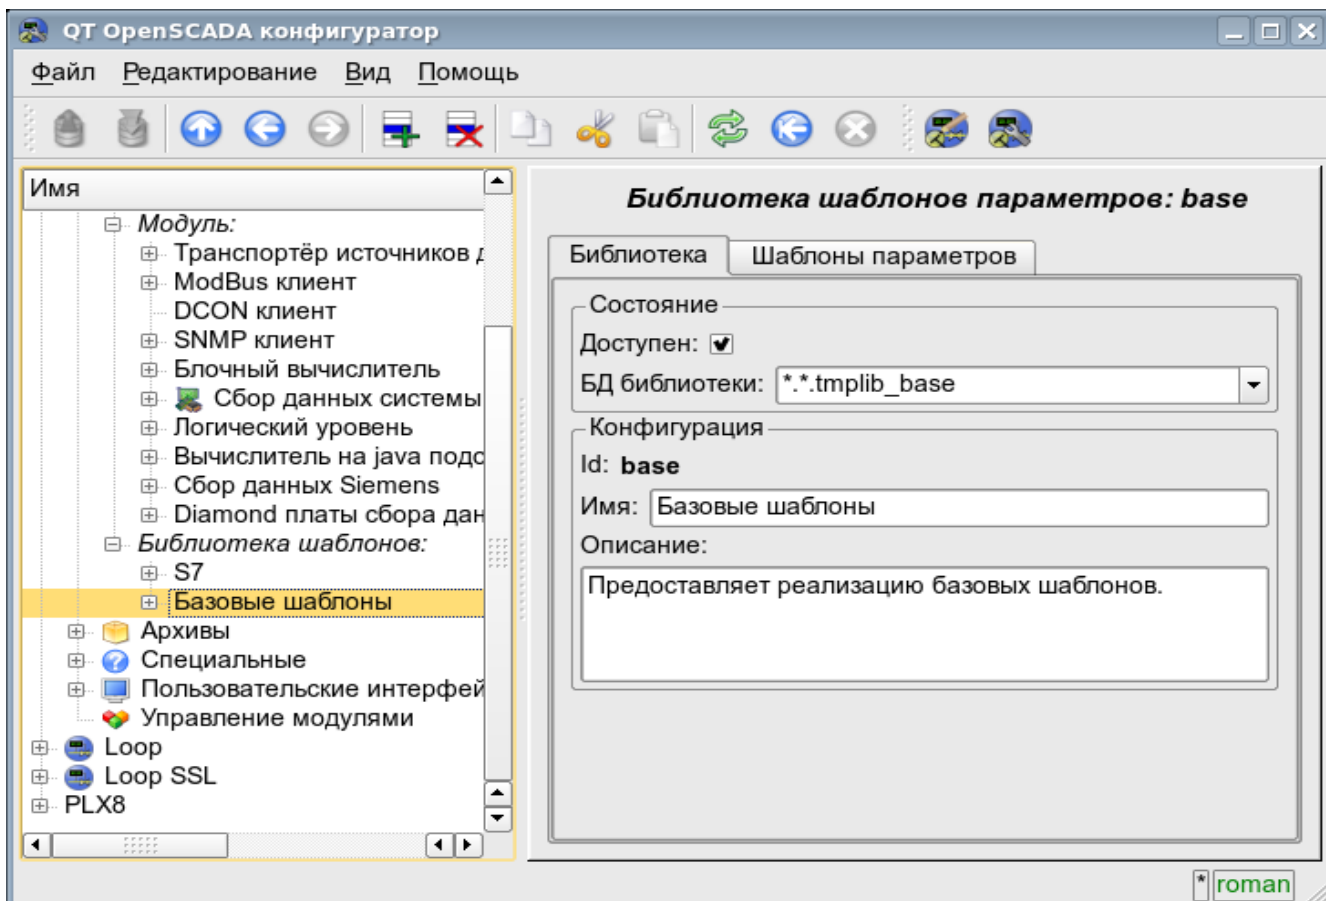 QT OpenSCADA конфигуратор
Файл Редактирование Вид Помощь
Имя
Модуль:
Транспортёр источников д
ModBus клиент
DCON клиент
SNMP клиент
Блочный вычислитель
Сбор данных системы
Логический уровень
Вычислитель на java подо
Сбор данных Siemens
Diamond платы сбора дан
Библиотека шаблонов:
S7
Базовые шаблоны
Архивы
Специальные
Пользовательские интерфей
Управление модулями
Loop
Loop SSL
PLX8
Библиотека шаблонов параметров: base
Библиотека Шаблоны параметров
Состояние
Доступен:
БД библиотеки: *.*.tmplib_base
Конфигурация
Id: base
Имя: Базовые шаблоны
Описание:
Предоставляет реализацию базовых шаблонов.
* roman